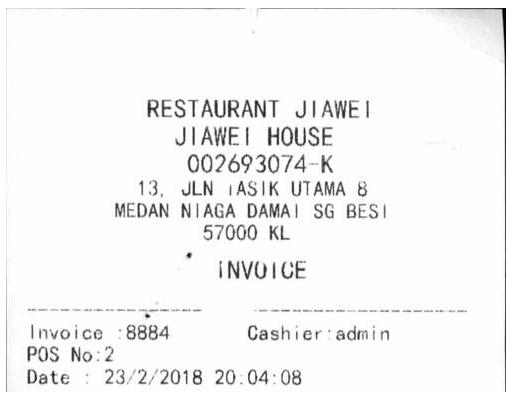 RESTAURANT JIAWEI
JIAWEI HOUSE
002693074-K
13, JLN TASIK UTAMA 8
MEDAN NIAGA DAMAI SG BESI
57000 KL
INVOICE
Invoice :8884 Cashier:admin
POS No:2
Date : 23/2/2018 20:04:08